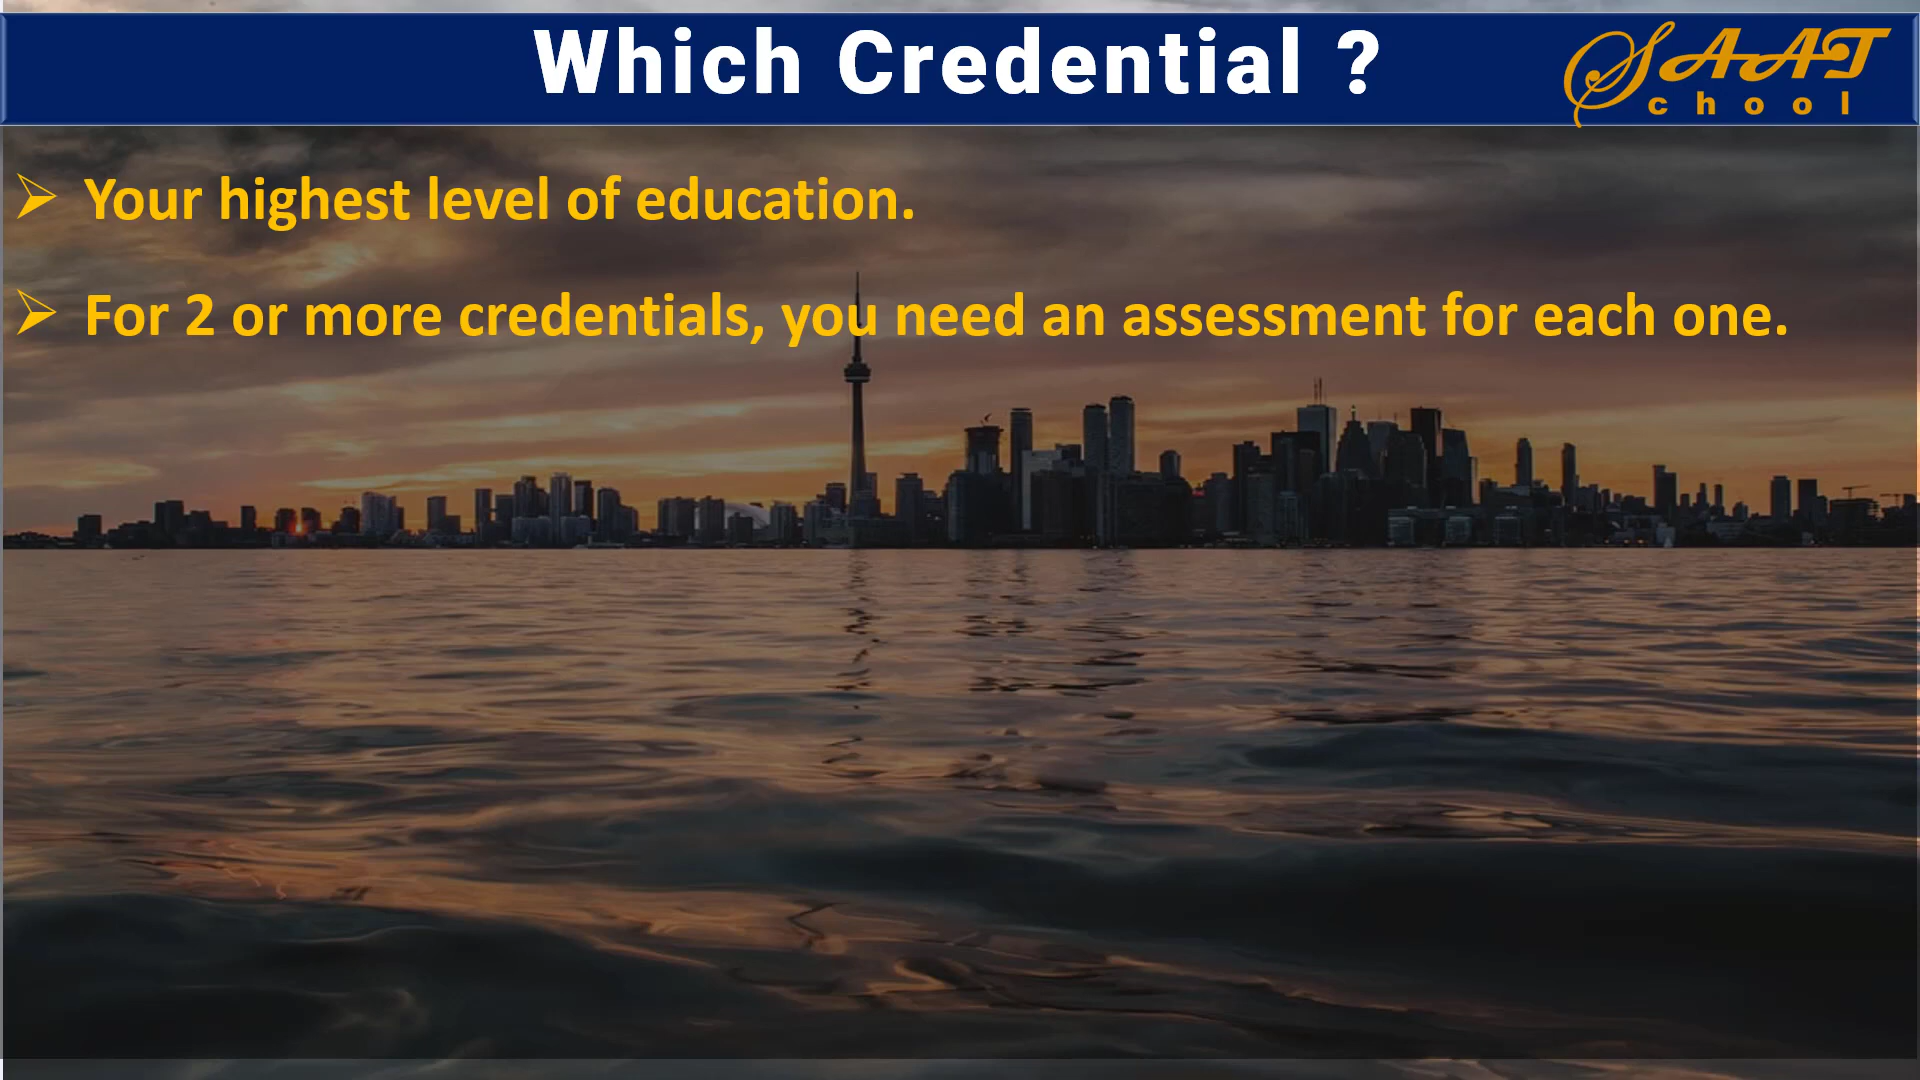 Which Credential ?
SAAT
School
Your highest level of education.
For 2 or more credentials, you need an assessment for each one.